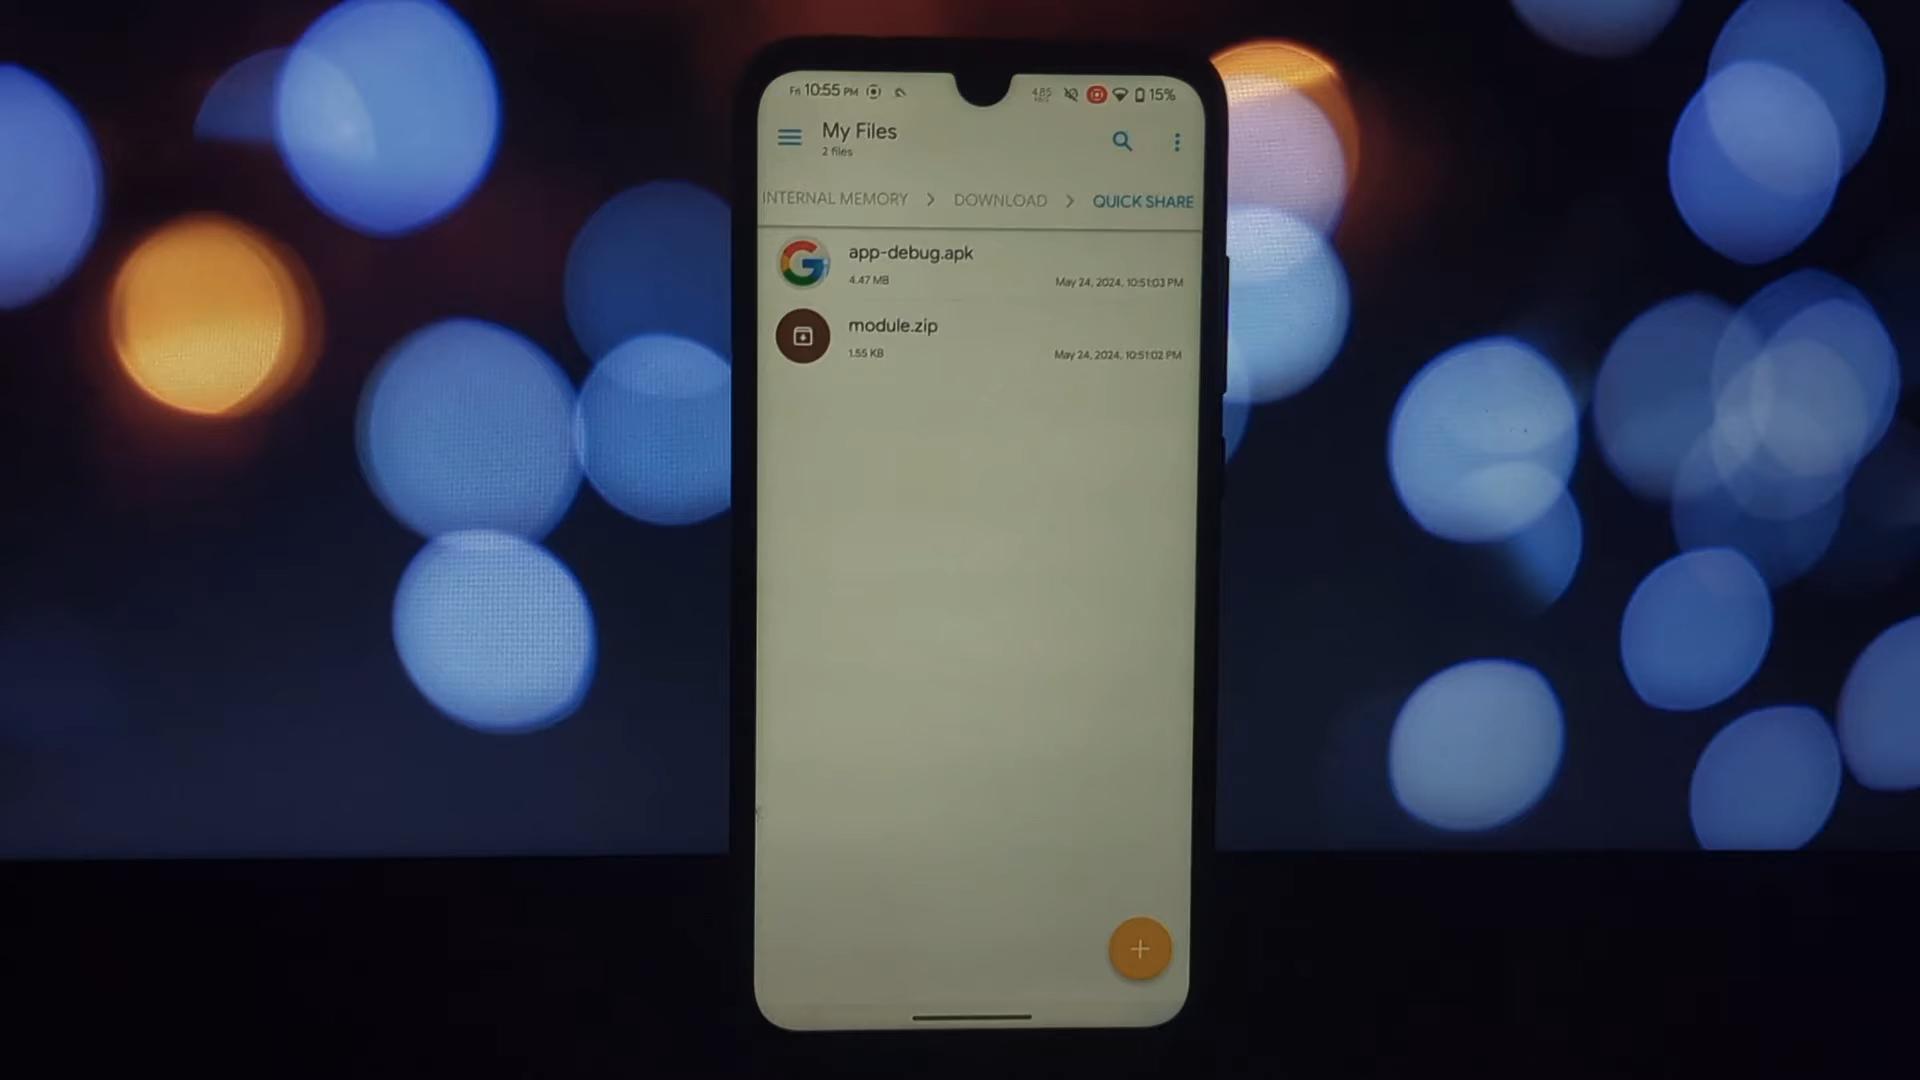 Fri 10:55 PM 4.85 15%
My Files
2 files
INTERNAL MEMORY > DOWNLOAD > QUICK SHARE
app-debug.apk
4.47 MB May 24, 2024, 10:51:03 PM
module.zip
1.55 KB May 24, 2024, 10:51:02 PM